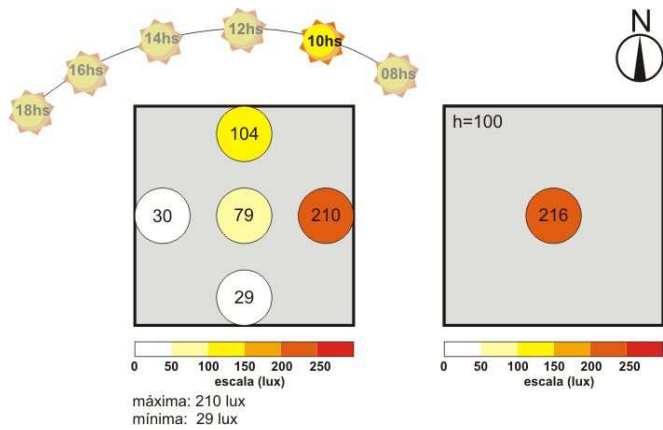 12hs
14hs
10hs
16hs
08hs
18hs
N
104
30
79
210
29
h=100
216
0 50 100 150 200 250
escala (lux)
máxima: 210 lux
mínima: 29 lux
0 50 100 150 200 250
escala (lux)